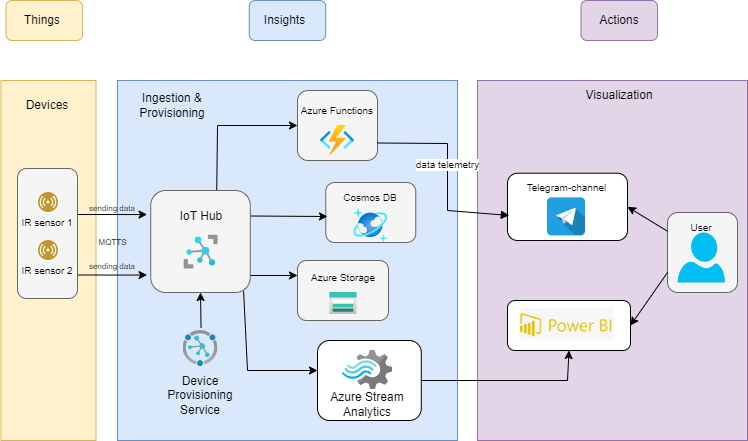 Things
Insights
Actions
Devices
IR sensor 1
IR sensor 2
sending data
MQTTS
sending data
Ingestion &
Provisioning
IoT Hub
Device
Provisioning
Service
Azure Functions
Cosmos DB
Azure Storage
Azure Stream
Analytics
data telemetry
Visualization
Telegram-channel
Power BI
User